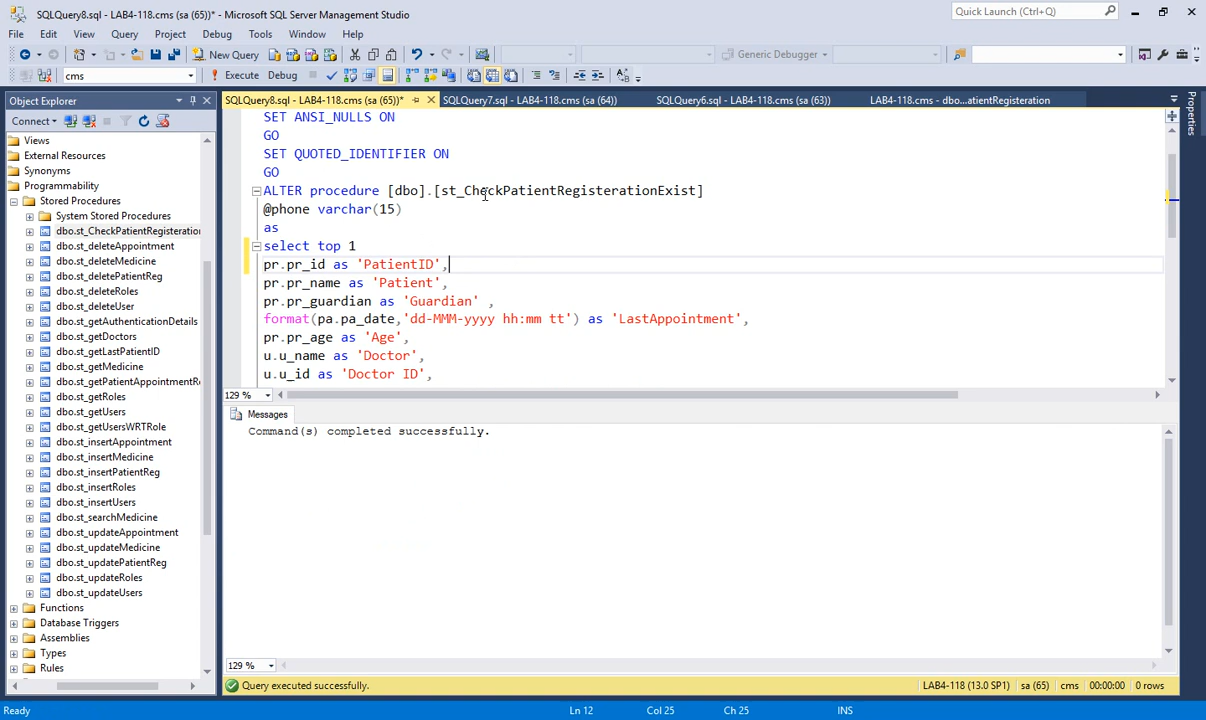 SQLQuery8.sql - LAB4-118.cms (sa (65))* - Microsoft SQL Server Management Studio
Quick Launch (Ctrl+Q)
File Edit View Query Project Debug Tools Window Help
New Query
Generic Debugger
cms
Execute Debug
Object Explorer
SQLQuery8.sql - LAB4-118.cms (sa (65))*
SQLQuery7.sql - LAB4-118.cms (sa (64))
SQLQuery6.sql - LAB4-118.cms (sa (63))
LAB4-118.cms - dbo...atientRegisteration
Properties
Connect
Views
External Resources
Synonyms
Programmability
Stored Procedures
System Stored Procedures
dbo.st_CheckPatientRegisteration
dbo.st_deleteAppointment
dbo.st_deleteMedicine
dbo.st_deletePatientReg
dbo.st_deleteRoles
dbo.st_deleteUser
dbo.st_getAuthenticationDetails
dbo.st_getDoctors
dbo.st_getLastPatientID
dbo.st_getMedicine
dbo.st_getPatientAppointmentR
dbo.st_getRoles
dbo.st_getUsers
dbo.st_getUsersWRTRole
dbo.st_insertAppointment
dbo.st_insertMedicine
dbo.st_insertPatientReg
dbo.st_insertRoles
dbo.st_insertUsers
dbo.st_searchMedicine
dbo.st_updateAppointment
dbo.st_updateMedicine
dbo.st_updatePatientReg
dbo.st_updateRoles
dbo.st_updateUsers
Functions
Database Triggers
Assemblies
Types
Rules
SET ANSI_NULLS ON
GO
SET QUOTED_IDENTIFIER ON
GO
ALTER procedure [dbo].[st_CheckPatientRegisterationExist]
@phone varchar(15)
as
select top 1
pr.pr_id as 'PatientID',
pr.pr_name as 'Patient',
pr.pr_guardian as 'Guardian' ,
format(pa.pa_date,'dd-MMM-yyyy hh:mm tt') as 'LastAppointment',
pr.pr_age as 'Age',
u.u_name as 'Doctor',
u.u_id as 'Doctor ID',
129 %
Messages
Command(s) completed successfully.
129 %
Query executed successfully.
LAB4-118 (13.0 SP1) sa (65) cms 00:00:00 0 rows
Ready
Ln 12 Col 25 Ch 25 INS